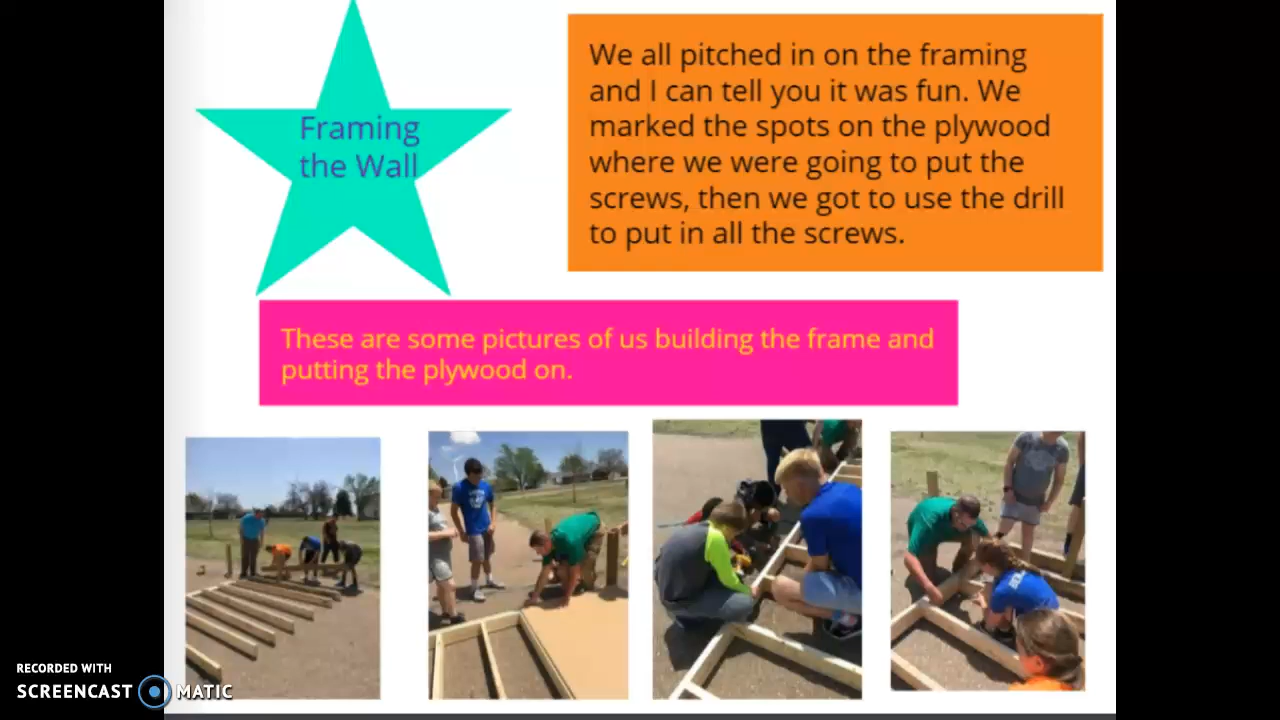 Framing
the Wall
We all pitched in on the framing
and I can tell you it was fun. We
marked the spots on the plywood
where we were going to put the
screws, then we got to use the drill
to put in all the screws.
These are some pictures of us building the frame and
putting the plywood on.
RECORDED WITH
SCREENCAST MATIC